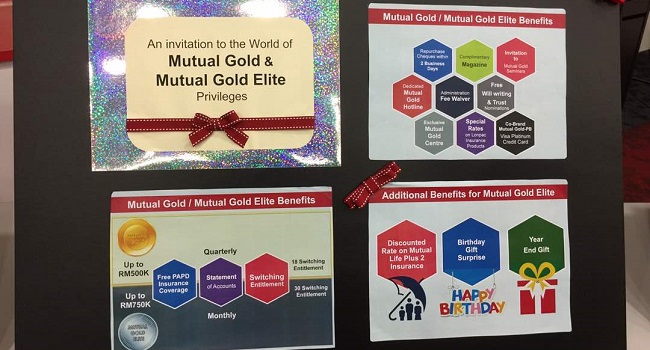 An invitation to the World of
Mutual Gold &
Mutual Gold Elite
Privileges
Mutual Gold / Mutual Gold Elite Benefits
Repurchase
Cheques within
2 Business
Days
Complimentary
Magazine
Invitation
to
Mutual Gold
Seminars
Dedicated
Mutual
Gold
Hotline
Administration
Fee Waiver
Free
Will writing
& Trust
Nominations
Exclusive
Mutual
Gold
Centre
Special
Rates
on Lonpac
Insurance
Products
Co-Brand
Mutual Gold-PB
Visa Platinum
Credit Card
Mutual Gold / Mutual Gold Elite Benefits
Quarterly
Up to
RM500K
Free PAPD
Insurance
Coverage
Statement
of Accounts
Switching
Entitlement
18 Switching
Entitlement
Up to
RM750K
30 Switching
Entitlement
Monthly
MUTUAL
GOLD
ELITE
Additional Benefits for Mutual Gold Elite
Discounted
Rate on Mutual
Life Plus 2
Insurance
Birthday
Gift
Surprise
Year
End Gift
HAPPY
BIRTHDAY